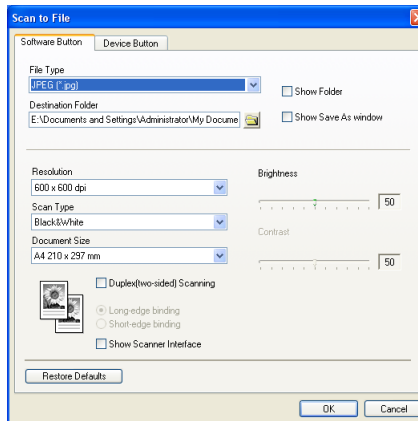 Scan to File
Software Button
Device Button
File Type
JPEG (*.jpg)
Show Folder
Destination Folder
E:\Documents and Settings\Administrator\My Docume
Show Save As window
Resolution
Brightness
600 x 600 dpi
50
Scan Type
Black&White
Contrast
Document Size
A4 210 x 297 mm
50
Duplex(two-sided) Scanning
Long-edge binding
Short-edge binding
Show Scanner Interface
Restore Defaults
OK
Cancel